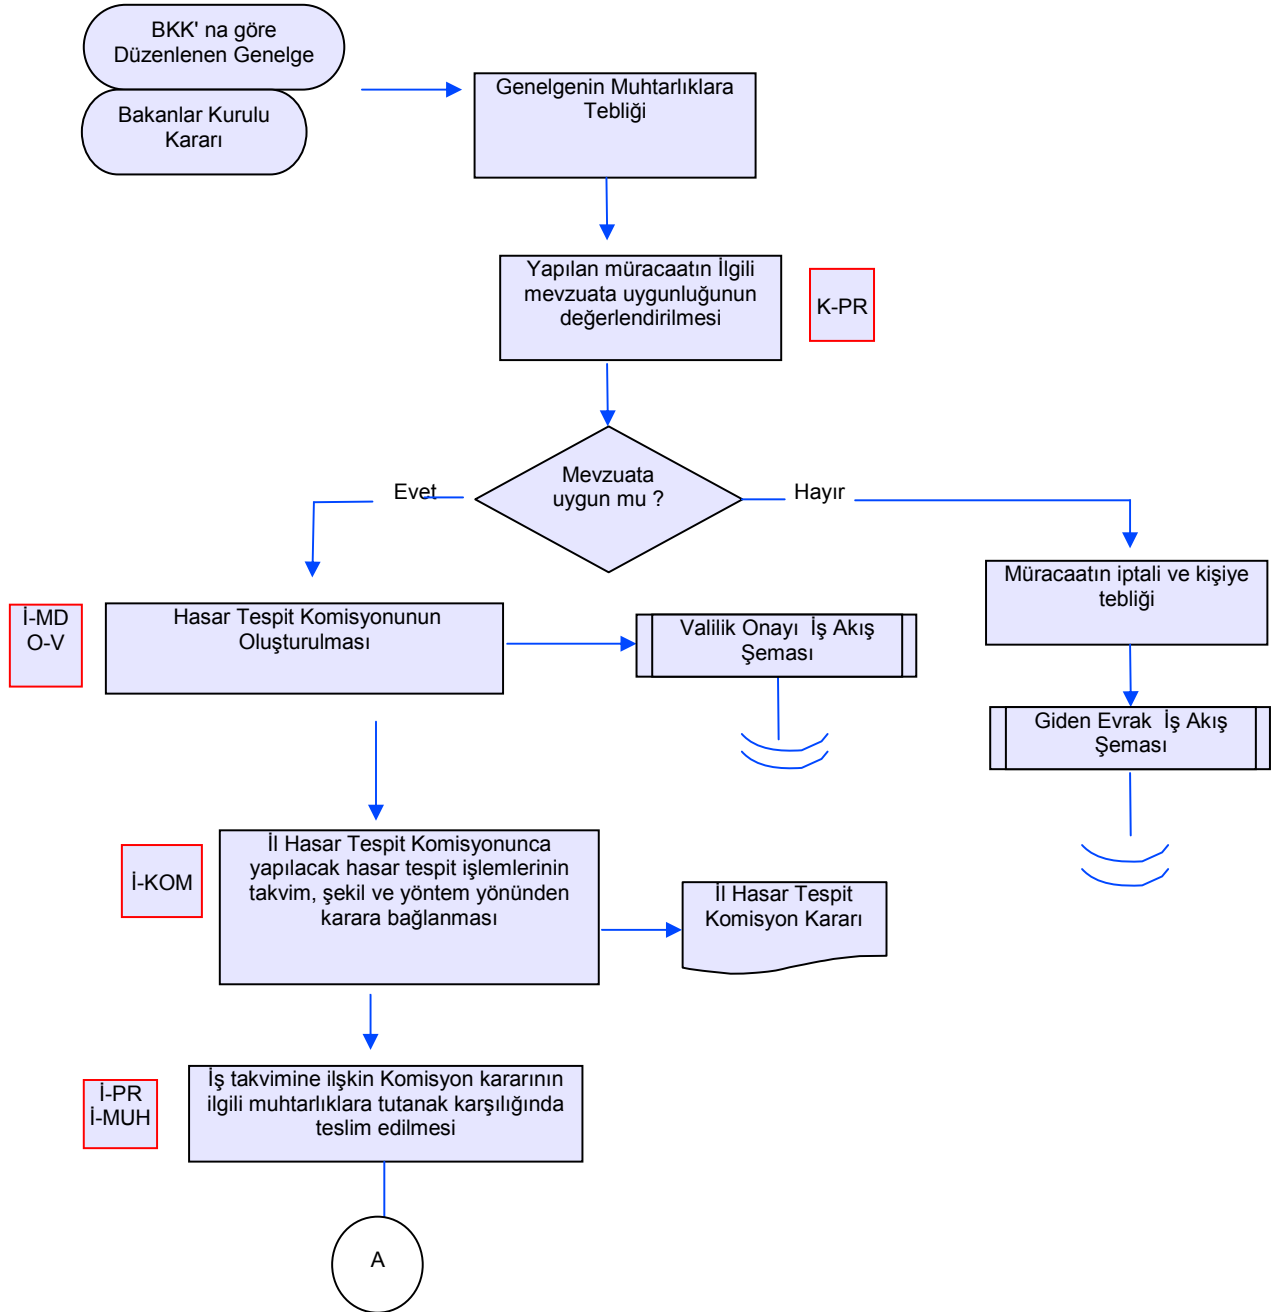 BKK' na göre
Düzenlenen Genelge
Bakanlar Kurulu
Kararı
Genelgenin Muhtarlıklara
Tebliği
Yapılan müracaatın İlgili
mevzuata uygunluğunun
değerlendirilmesi
K-PR
Mevzuata
uygun mu ?
Evet
Hayır
İ-MD
O-V
Hasar Tespit Komisyonunun
Oluşturulması
Valilik Onayı İş Akış
Şeması
Müracaatın iptali ve kişiye
tebliği
Giden Evrak İş Akış
Şeması
İ-KOM
İl Hasar Tespit Komisyonunca
yapılacak hasar tespit işlemlerinin
takvim, şekil ve yöntem yönünden
karara bağlanması
İl Hasar Tespit
Komisyon Kararı
İ-PR
İ-MUH
İş takvimine ilşkin Komisyon kararının
ilgili muhtarlıklara tutanak karşılığında
teslim edilmesi
A